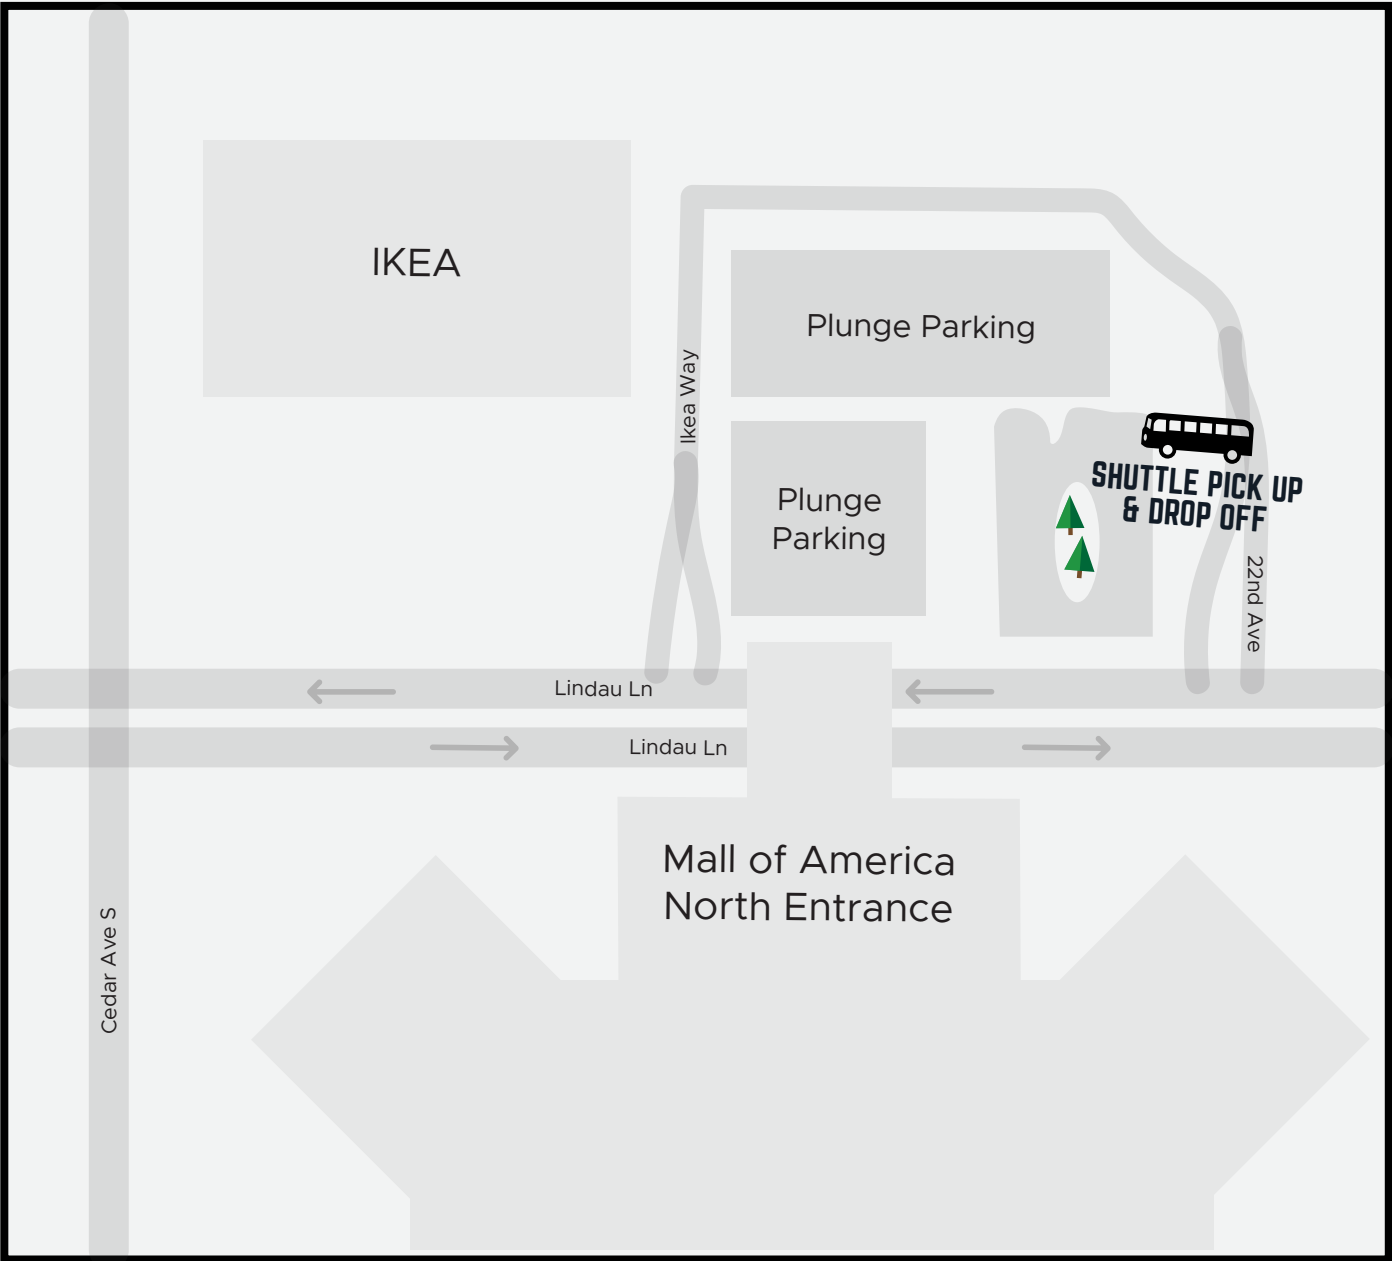 IKEA
Plunge Parking
Ikea Way
Plunge
Parking
SHUTTLE PICK UP
& DROP OFF
22nd Ave
Lindau Ln
Lindau Ln
Mall of America
North Entrance
Cedar Ave S